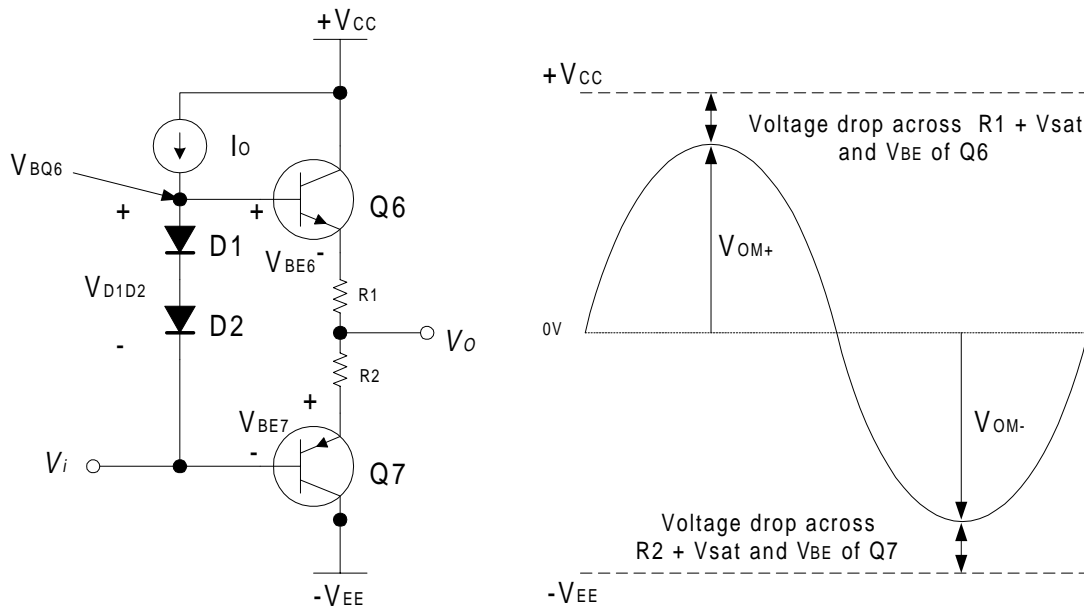 +VCC
IO
VBQ6
+
+
Q6
D1
VBE6
-
VD1D2
R1
D2
VO
-
R2
+
VBE7
Vi
-
Q7
-VEE
+VCC
Voltage drop across R1 + Vsat
and VBE of Q6
VOM+
0V
VOM-
Voltage drop across
R2 + Vsat and VBE of Q7
-VEE